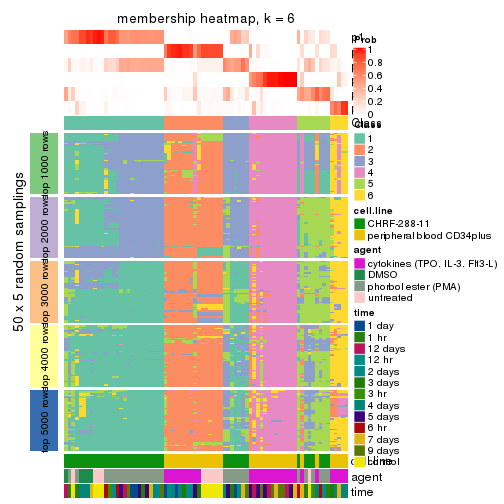 membership heatmap, k = 6
Prob
1
0.8
0.6
0.4
0.2
0
Class
1
2
3
4
5
6
cell.line
CHRF-288-11
peripheral blood CD34plus
agent
cytokines (TPO, IL-3, Flt3-L)
DMSO
phorbol ester (PMA)
untreated
time
1 day
1 hr
12 days
12 hr
2 days
3 days
3 hr
4 days
5 days
6 hr
7 days
9 days
control
agent
time
50 x 5 random samplings
top 1000 rows
top 2000 rows
top 3000 rows
top 4000 rows
top 5000 rows